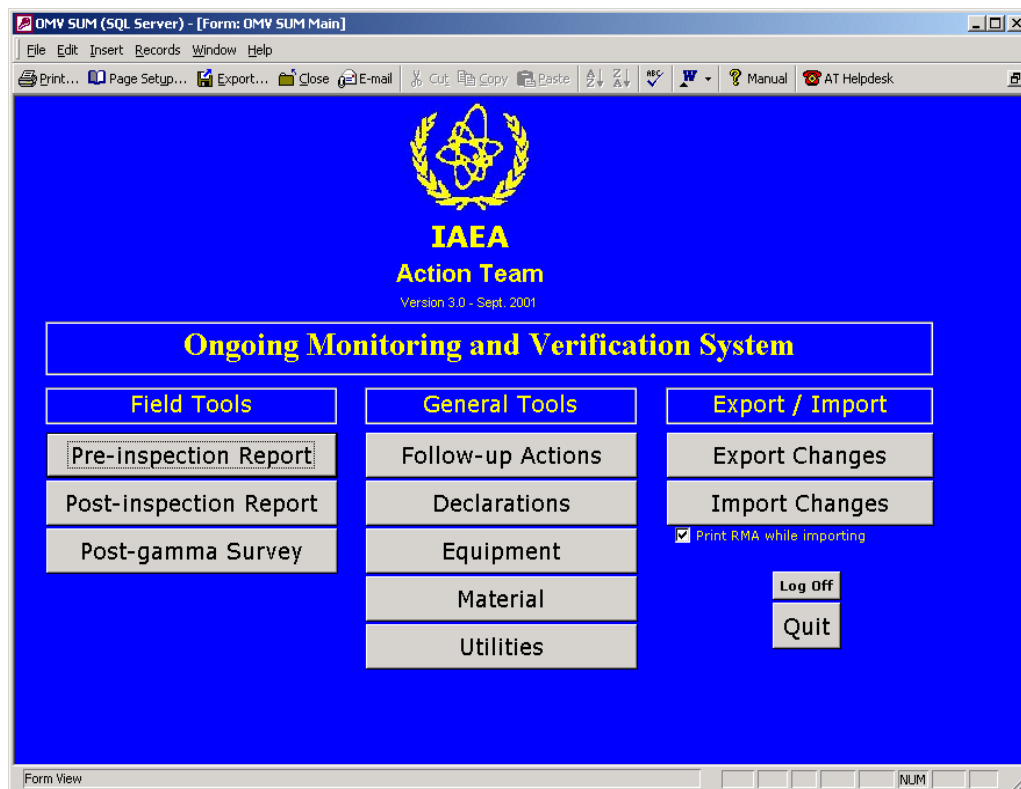 OMV SUM (SQL Server) - [Form: OMV SUM Main]
File Edit Insert Records Window Help
Print... Page Setup... Export... Close E-mail Cut Copy Paste Manual AT Helpdesk
IAEA
Action Team
Version 3.0 - Sept. 2001
Ongoing Monitoring and Verification System
Field Tools
Pre-inspection Report
Post-inspection Report
Post-gamma Survey
General Tools
Follow-up Actions
Declarations
Equipment
Material
Utilities
Export / Import
Export Changes
Import Changes
Print RMA while importing
Log Off
Quit
Form View
NUM